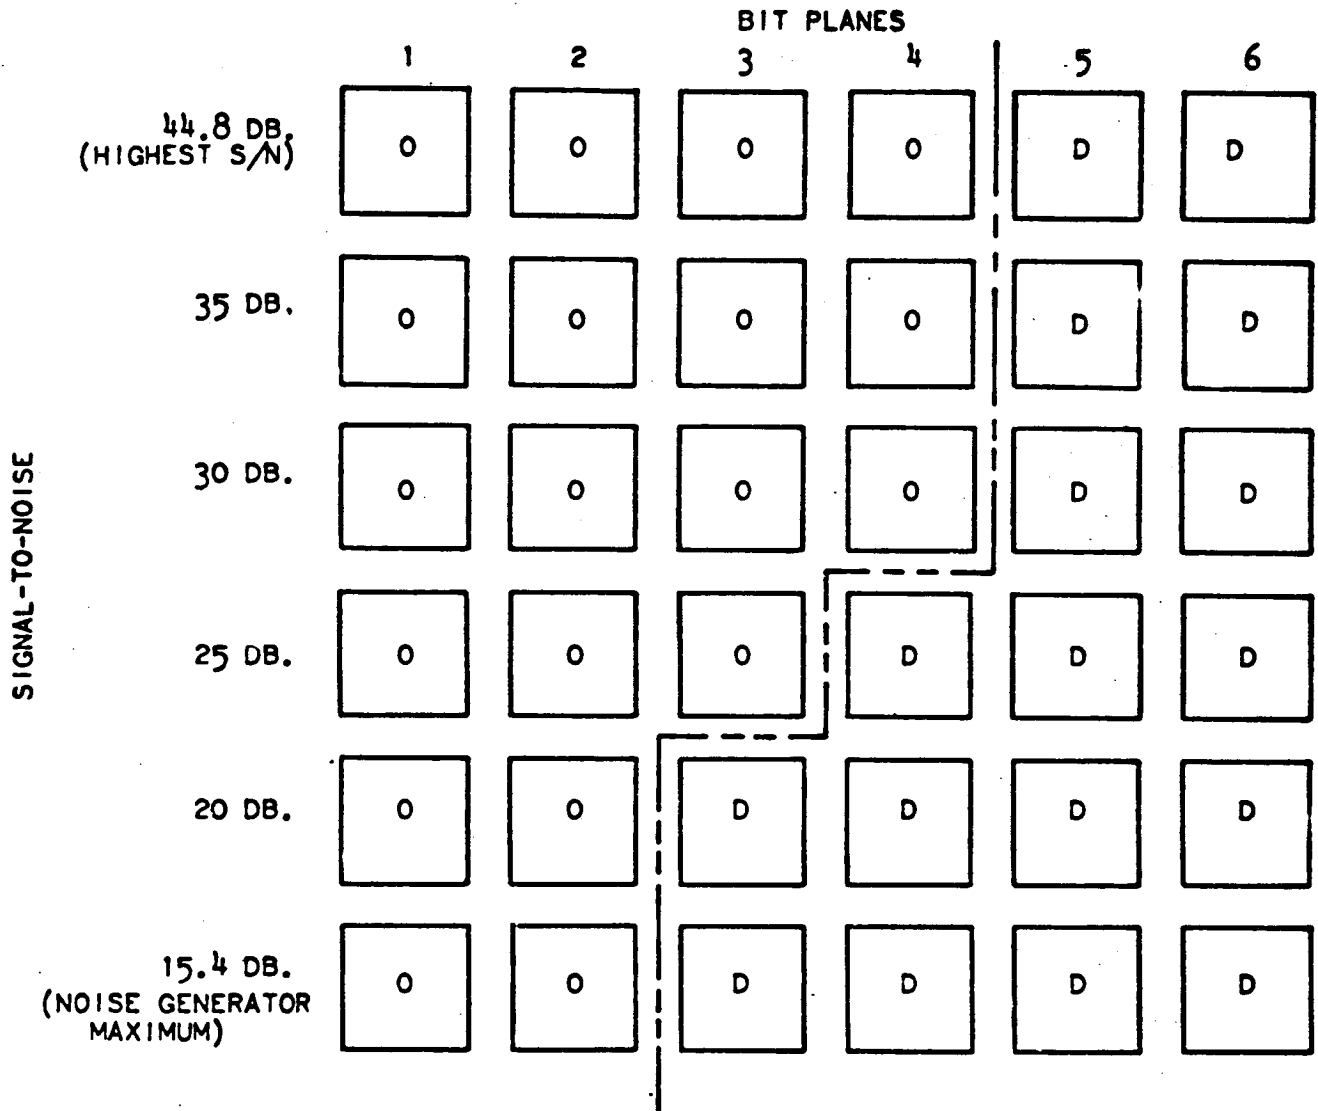 BIT PLANES
1 2 3 4 5 6
44.8 DB.
(HIGHEST S/N)
O O O O D D
35 DB.
O O O O D D
30 DB.
O O O O D D
SIGNAL-TO-NOISE
25 DB.
O O O D D D
20 DB.
O O D D D D
15.4 DB.
(NOISE GENERATOR
MAXIMUM)
O O D D D D